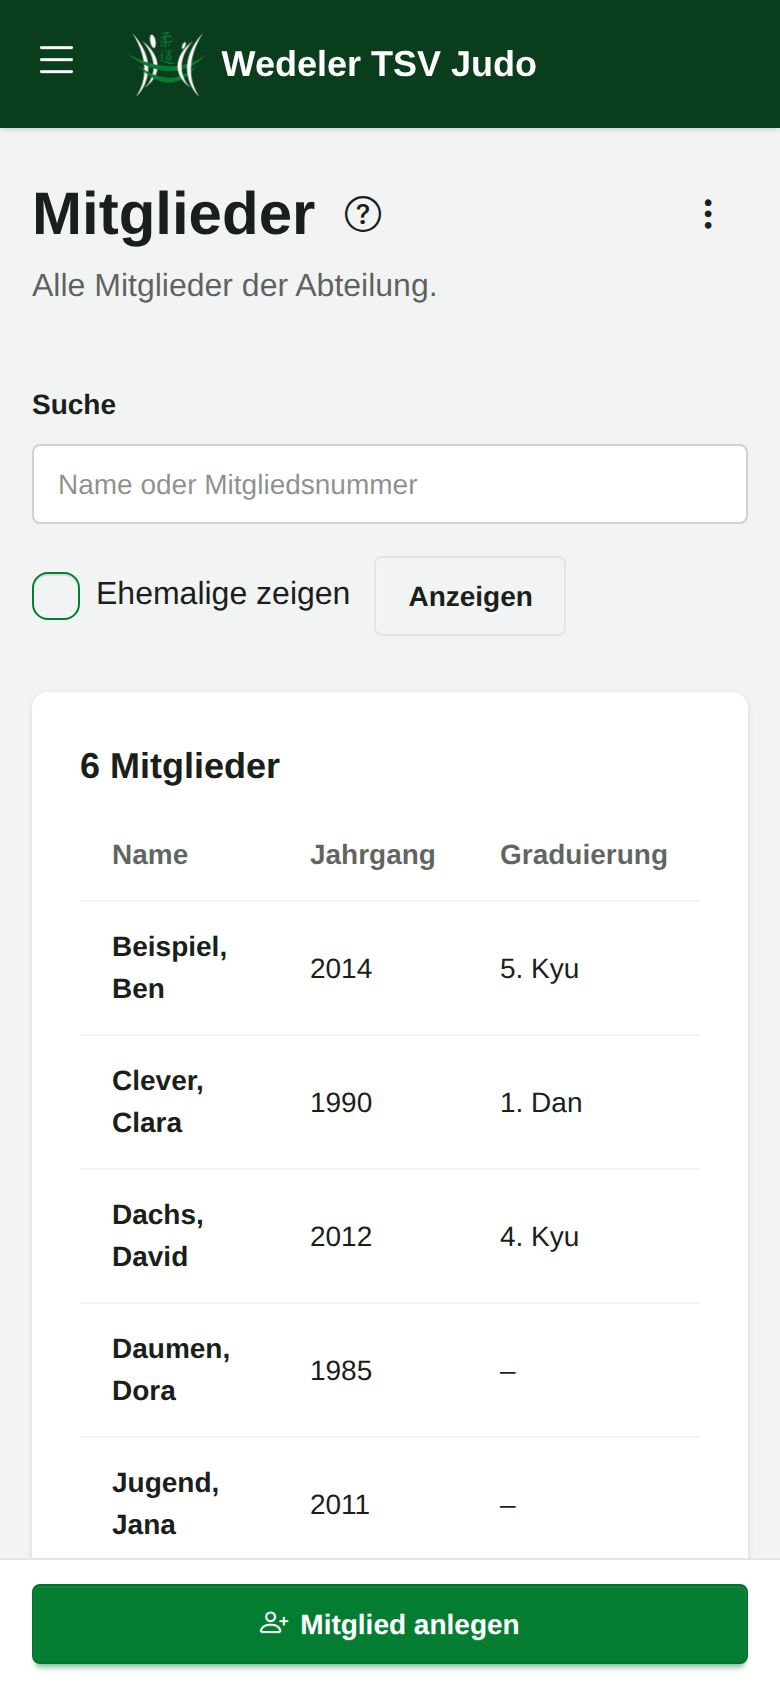 柔道
Wedeler TSV Judo
Mitglieder ?
Alle Mitglieder der Abteilung.
Suche
Name oder Mitgliedsnummer
Ehemalige zeigen Anzeigen
6 Mitglieder
Name Jahrgang Graduierung
Beispiel,
Ben 2014 5. Kyu
Clever,
Clara 1990 1. Dan
Dachs,
David 2012 4. Kyu
Daumen,
Dora 1985 –
Jugend,
Jana 2011 –
Mitglied anlegen